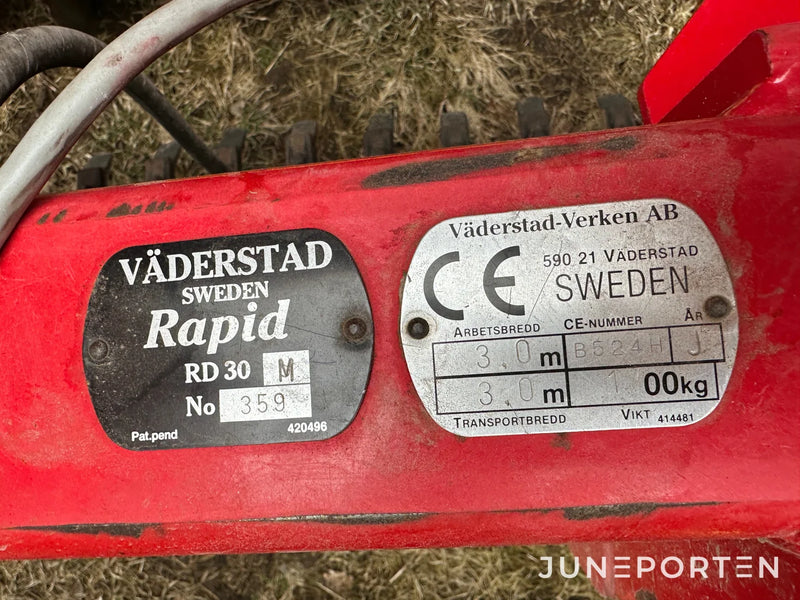 VÄDERSTAD
SWEDEN
Rapid
RD 30 M
No 359
Pat.pend 420496
Väderstad-Verken AB
CE
590 21 VÄDERSTAD
SWEDEN
ARBETSBREDD CE-NUMMER ÅR
3.0 m B524H J
3.0 m 00kg
TRANSPORTBREDD VIKT 414481
JUNEPORTEN